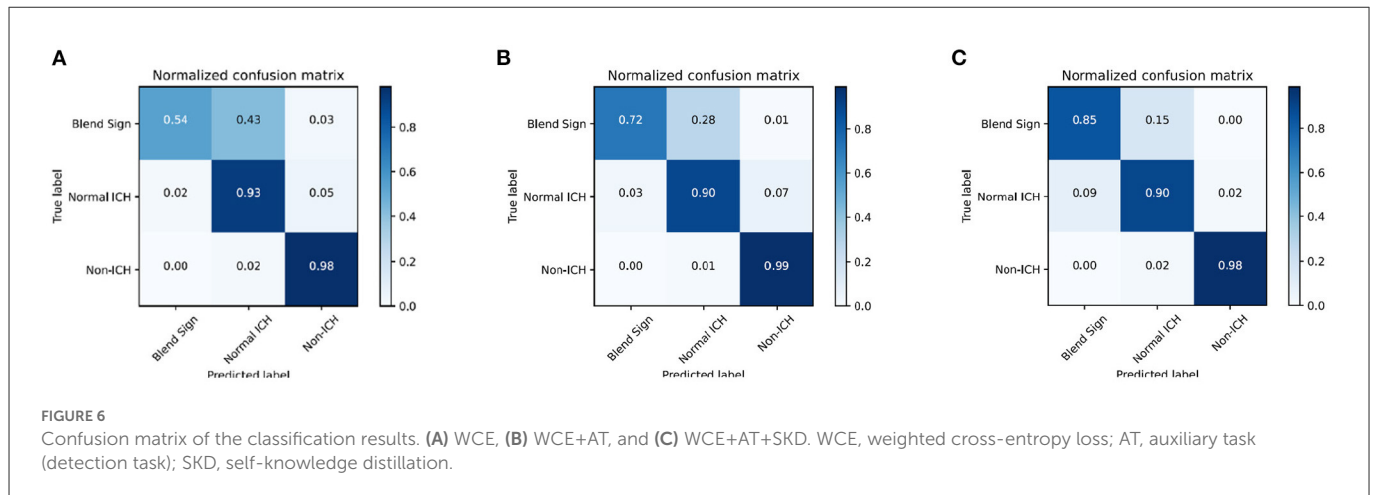 A
Normalized confusion matrix
Blend Sign 0.54 0.43 0.03
Normal ICH 0.02 0.93 0.05
Non-ICH 0.00 0.02 0.98
True label
0.8
0.6
0.4
0.2
0.0
Blend Sign
Normal ICH
Non-ICH
Predicted label
B
Normalized confusion matrix
Blend Sign 0.72 0.28 0.01
Normal ICH 0.03 0.90 0.07
Non-ICH 0.00 0.01 0.99
True label
0.8
0.6
0.4
0.2
0.0
Blend Sign
Normal ICH
Non-ICH
Predicted label
C
Normalized confusion matrix
Blend Sign 0.85 0.15 0.00
Normal ICH 0.09 0.90 0.02
Non-ICH 0.00 0.02 0.98
True label
0.8
0.6
0.4
0.2
0.0
Blend Sign
Normal ICH
Non-ICH
Predicted label
FIGURE 6
Confusion matrix of the classification results. (A) WCE, (B) WCE+AT, and (C) WCE+AT+SKD. WCE, weighted cross-entropy loss; AT, auxiliary task
(detection task); SKD, self-knowledge distillation.